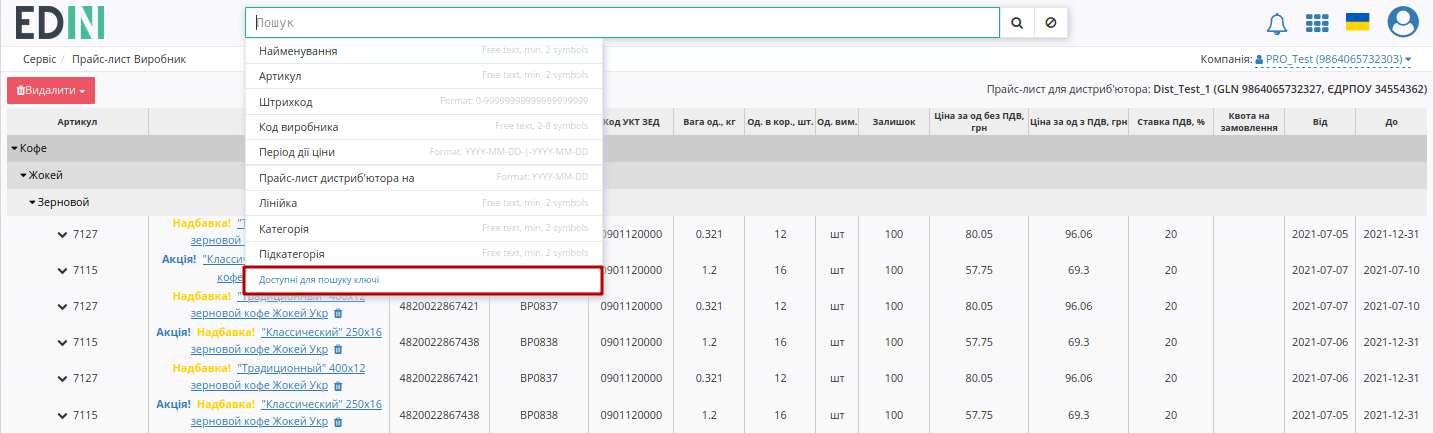 EDIN
Пошук
Найменування Free text, min. 2 symbols
Артикул Free text, min. 2 symbols
Штрихкод Format: 0-99999999999999999999
Код виробника Free text, 2-8 symbols
Період дії ціни Format: YYYY-MM-DD-|-YYYY-MM-DD
Прайс-лист дистриб'ютора на Format: YYYY-MM-DD
Лінійка Free text, min. 2 symbols
Категорія Free text, min. 2 symbols
Підкатегорія Free text, min. 2 symbols
Доступні для пошуку ключі
Сервіс / Прайс-лист Виробник
Компанія: PRO_Test (9864065732303)
Видалити
Прайс-лист для дистриб'ютора: Dist_Test_1 (GLN 9864065732327, ЄДРПОУ 34554362)
Артикул Код УКТ ЗЕД Вага од., кг Од. в кор., шт. Од. вим. Залишок Ціна за од без ПДВ, грн Ціна за од з ПДВ, грн Ставка ПДВ, % Квота на замовлення Від До
Кофе
Жокей
Зерновой
7127 Надбавка! зерновой кофе 0901120000 0.321 12 шт 100 80.05 96.06 20 2021-07-05 2021-12-31
7115 Акція! "Класси кофе 0901120000 1.2 16 шт 100 57.75 69.3 20 2021-07-07 2021-07-10
7127 Надбавка! "Традиционный" 400х12
зерновой кофе Жокей Укр 4820022867421 BP0837 0901120000 0.321 12 шт 100 80.05 96.06 20 2021-07-07 2021-07-10
7115 Акція! Надбавка! "Классический" 250х16
зерновой кофе Жокей Укр 4820022867438 BP0838 0901120000 1.2 16 шт 100 57.75 69.3 20 2021-07-06 2021-12-31
7127 Надбавка! "Традиционный" 400х12
зерновой кофе Жокей Укр 4820022867421 BP0837 0901120000 0.321 12 шт 100 80.05 96.06 20 2021-07-06 2021-12-31
7115 Акція! Надбавка! "Классический" 250х16
зерновой кофе Жокей Укр 4820022867438 BP0838 0901120000 1.2 16 шт 100 57.75 69.3 20 2021-07-05 2021-12-31